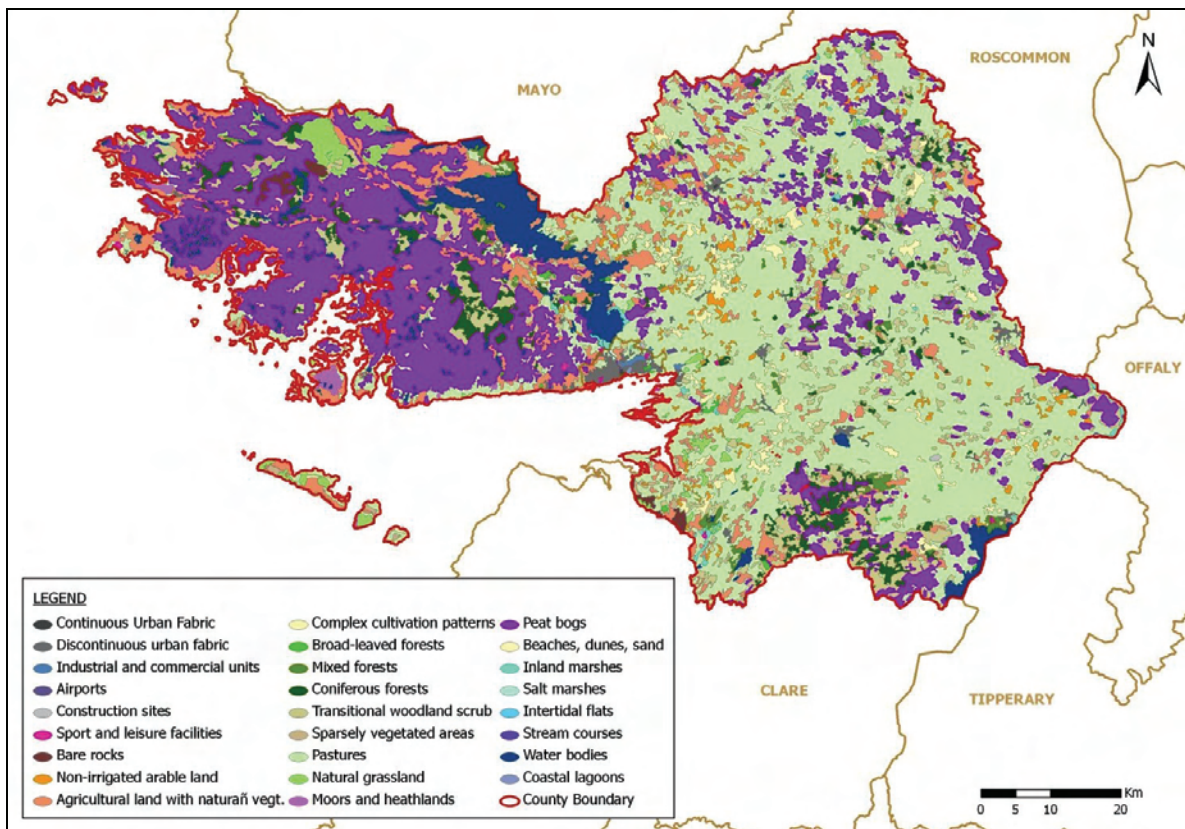 N
ROSCOMMON
MAYO
OFFALY
CLARE
TIPPERARY
LEGEND
Continuous Urban Fabric
Discontinuous urban fabric
Industrial and commercial units
Airports
Construction sites
Sport and leisure facilities
Bare rocks
Non-irrigated arable land
Agricultural land with naturañ vegt.
Complex cultivation patterns
Broad-leaved forests
Mixed forests
Coniferous forests
Transitional woodland scrub
Sparsely vegetated areas
Pastures
Natural grassland
Moors and heathlands
Peat bogs
Beaches, dunes, sand
Inland marshes
Salt marshes
Intertidal flats
Stream courses
Water bodies
Coastal lagoons
County Boundary
Km
0 5 10 20